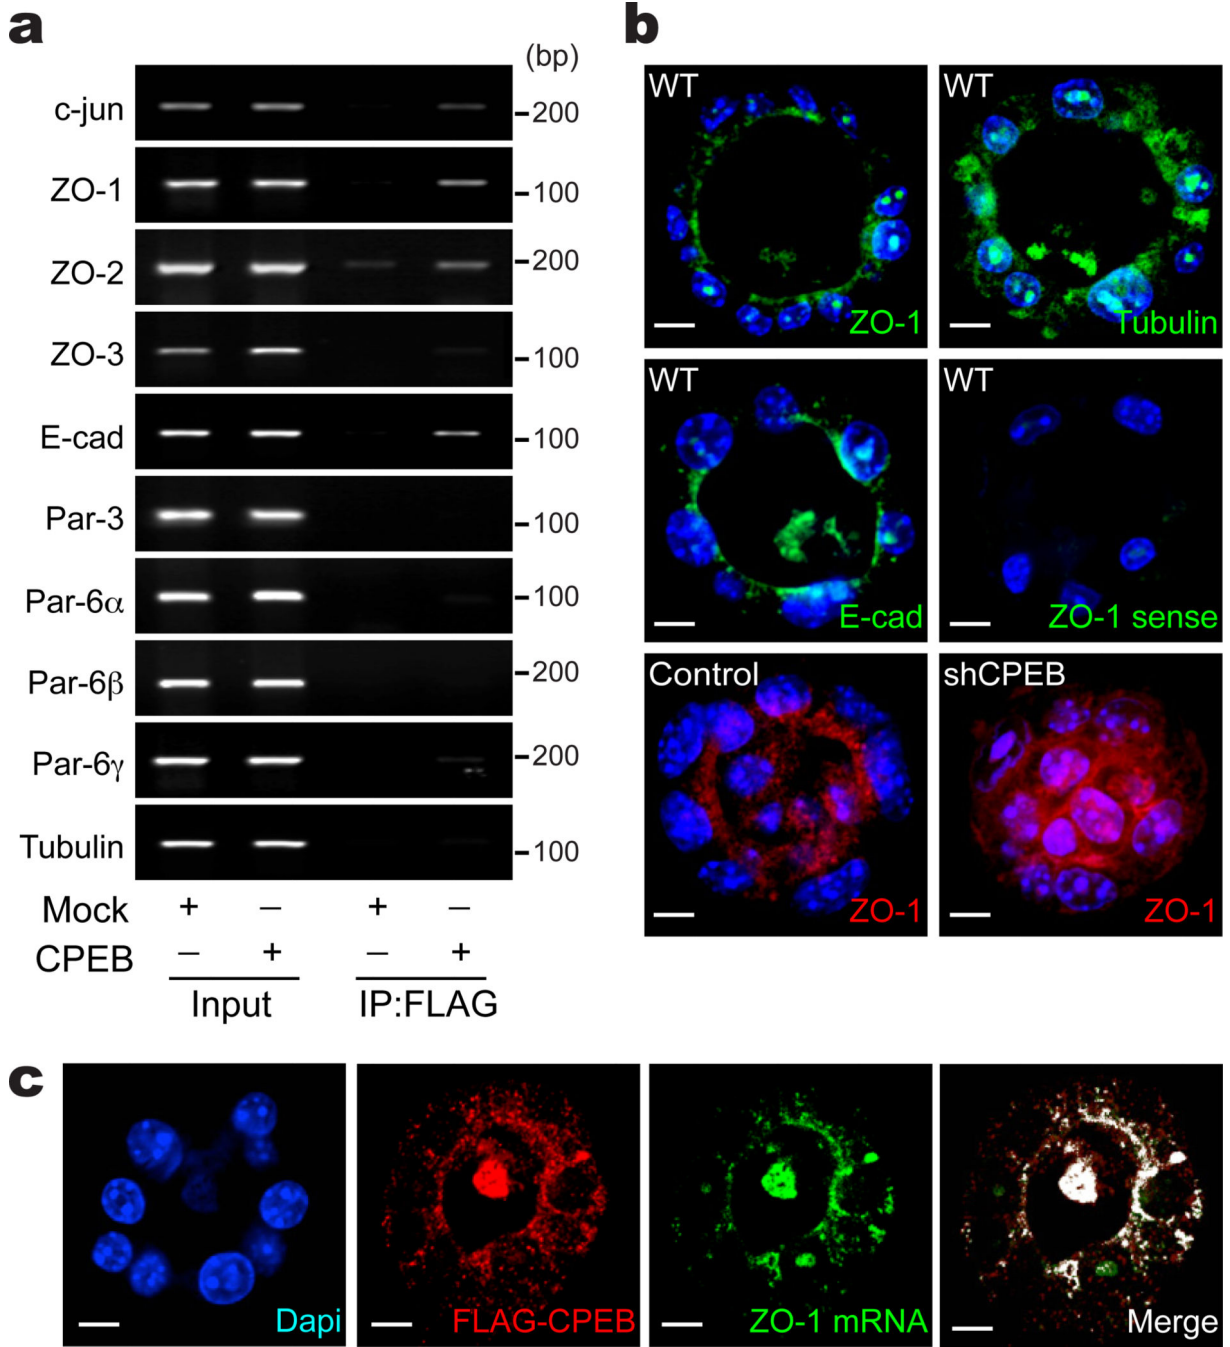 a
(bp)
c-jun
200
ZO-1
100
ZO-2
200
ZO-3
100
E-cad
100
Par-3
100
Par-6α
100
Par-6β
200
Par-6γ
200
Tubulin
100
Mock + – + –
CPEB – + – +
Input IP:FLAG
b
WT
ZO-1
WT
Tubulin
WT
E-cad
WT
ZO-1 sense
Control
ZO-1
shCPEB
ZO-1
c
Dapi
FLAG-CPEB
ZO-1 mRNA
Merge